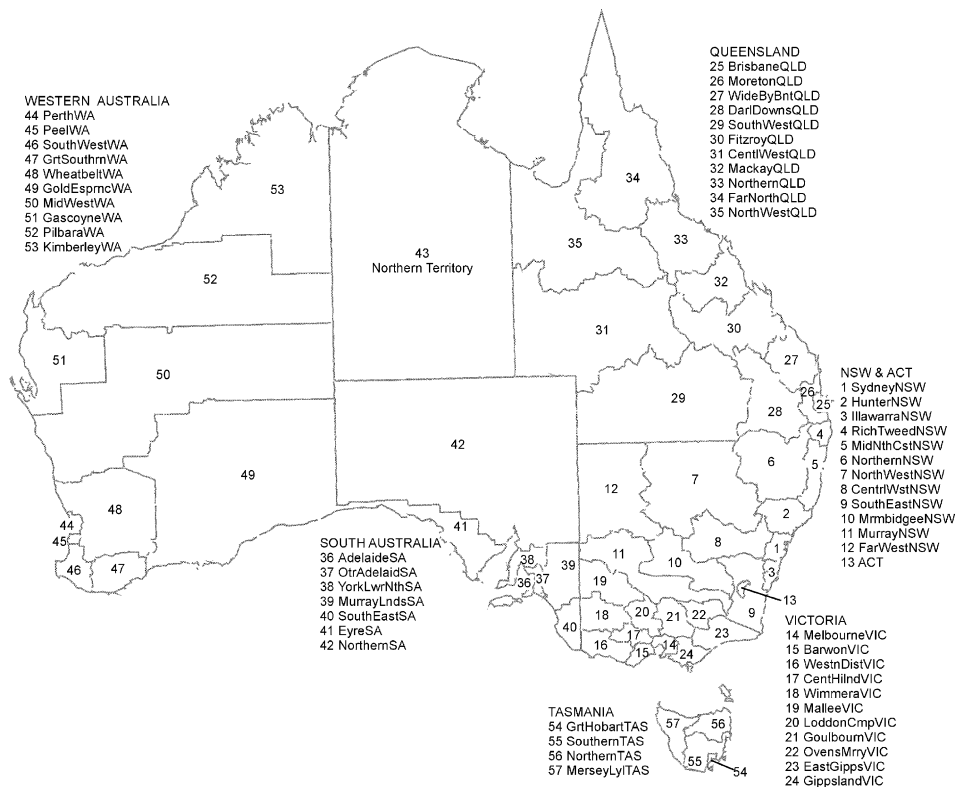 QUEENSLAND
25 BrisbaneQLD
26 MoretonQLD
27 WideByBntQLD
28 DarlDownsQLD
29 SouthWestQLD
30 FitzroyQLD
31 CentlWestQLD
32 MackayQLD
33 NorthernQLD
34 FarNorthQLD
35 NorthWestQLD
WESTERN AUSTRALIA
44 PerthWA
45 PeelWA
46 SouthWestWA
47 GrtSouthrnWA
48 WheatbeltWA
49 GoldEsprncWA
50 MidWestWA
51 GascoyneWA
52 PilbaraWA
53 KimberleyWA
53
34
35
33
43
Northern Territory
52
32
31
30
51
50
27
29
26
25
28
4
42
49
6
5
7
12
48
2
44
45
41
8
1
46
47
11
10
38
39
36
37
19
3
13
9
18
20
21
22
40
17
23
16
15
14
24
NSW & ACT
1 SydneyNSW
2 HunterNSW
3 IllawarraNSW
4 RichTweedNSW
5 MidNthCstNSW
6 NorthernNSW
7 NorthWestNSW
8 CentrlWstNSW
9 SouthEastNSW
10 MrmbidgeeNSW
11 MurrayNSW
12 FarWestNSW
13 ACT
SOUTH AUSTRALIA
36 AdelaideSA
37 OtrAdelaidSA
38 YorkLwrNthSA
39 MurrayLndsSA
40 SouthEastSA
41 EyreSA
42 NorthernSA
VICTORIA
14 MelbourneVIC
15 BarwonVIC
16 WestnDistVIC
17 CentHilndVIC
18 WimmeraVIC
19 MalleeVIC
20 LoddonCmpVIC
21 GoulbournVIC
22 OvensMrryVIC
23 EastGippsVIC
24 GippslandVIC
TASMANIA
54 GrtHobartTAS
55 SouthernTAS
56 NorthernTAS
57 MerseyLylTAS
57
56
55
54